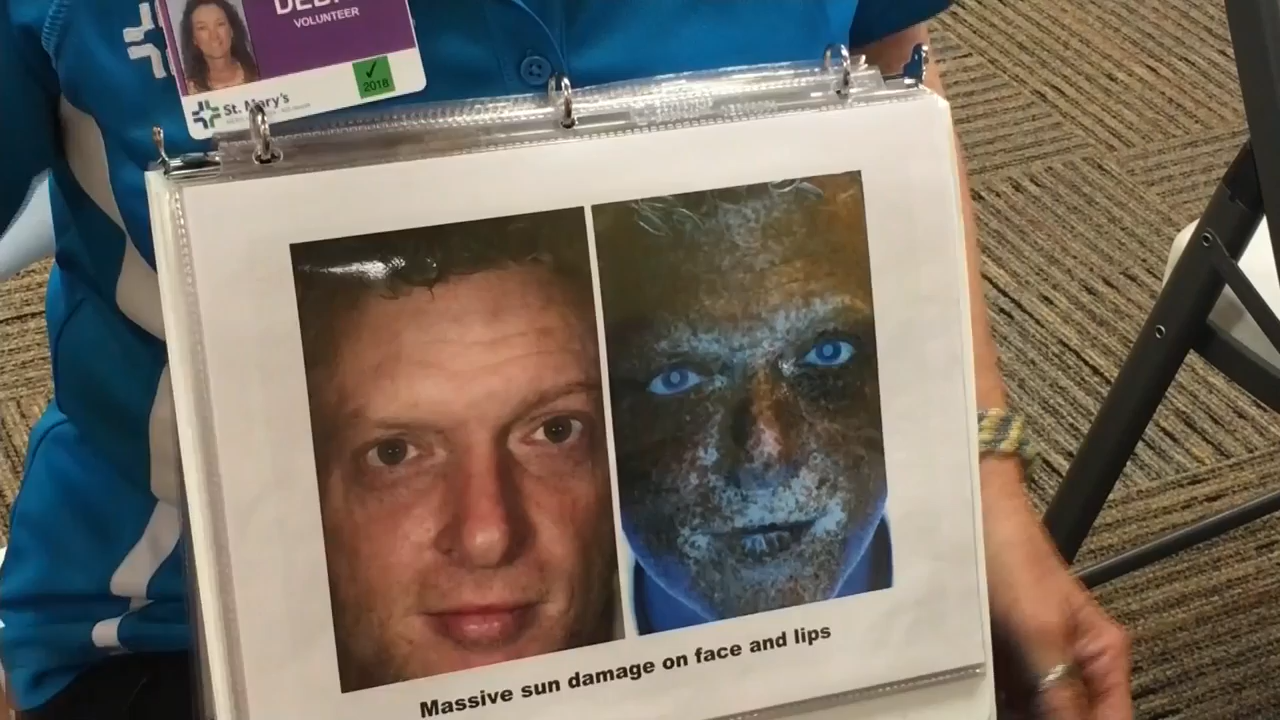 VOLUNTEER
✓
2018
St. Mary's
Massive sun damage on face and lips